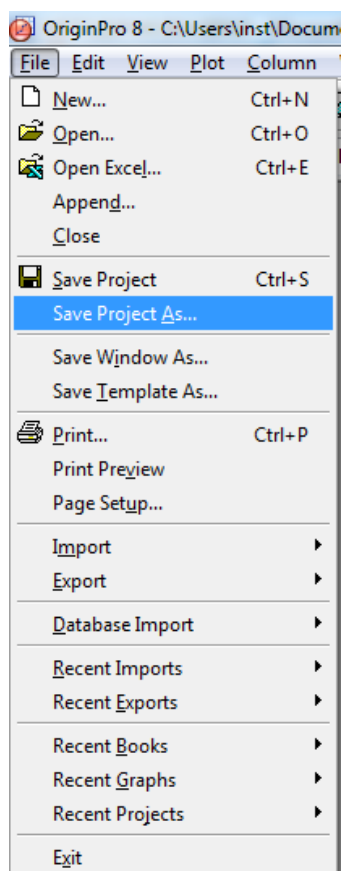 OriginPro 8 - C:\Users\inst\Docum
File Edit View Plot Column
New... Ctrl+N
Open... Ctrl+O
Open Excel... Ctrl+E
Append...
Close
Save Project Ctrl+S
Save Project As...
Save Window As...
Save Template As...
Print... Ctrl+P
Print Preview
Page Setup...
Import
Export
Database Import
Recent Imports
Recent Exports
Recent Books
Recent Graphs
Recent Projects
Exit